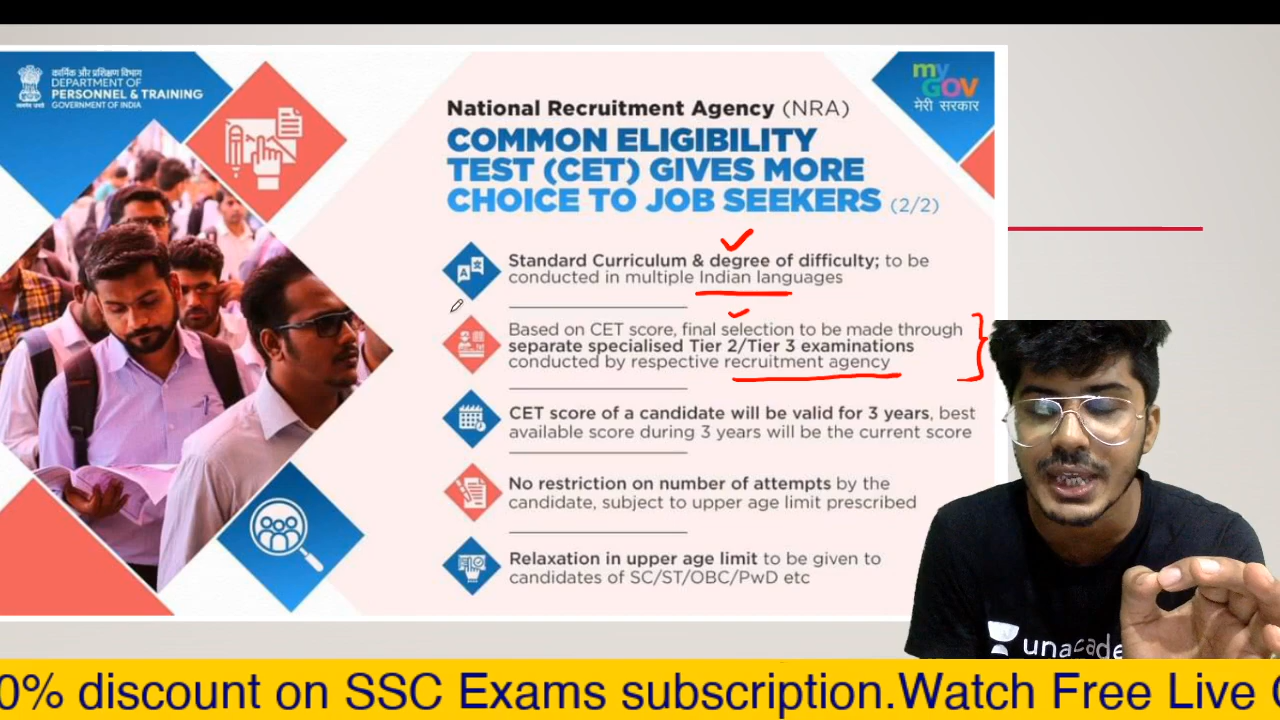 कार्मिक और प्रशिक्षण विभाग
DEPARTMENT OF
PERSONNEL & TRAINING
GOVERNMENT OF INDIA
my
GOV
मेरी सरकार
National Recruitment Agency (NRA)
COMMON ELIGIBILITY
TEST (CET) GIVES MORE
CHOICE TO JOB SEEKERS (2/2)
Standard Curriculum & degree of difficulty; to be
conducted in multiple Indian languages
Based on CET score, final selection to be made through
separate specialised Tier 2/Tier 3 examinations
conducted by respective recruitment agency
CET score of a candidate will be valid for 3 years, best
available score during 3 years will be the current score
No restriction on number of attempts by the
candidate, subject to upper age limit prescribed
Relaxation in upper age limit to be given to
candidates of SC/ST/OBC/PwD etc
unacade
0% discount on SSC Exams subscription.Watch Free Live